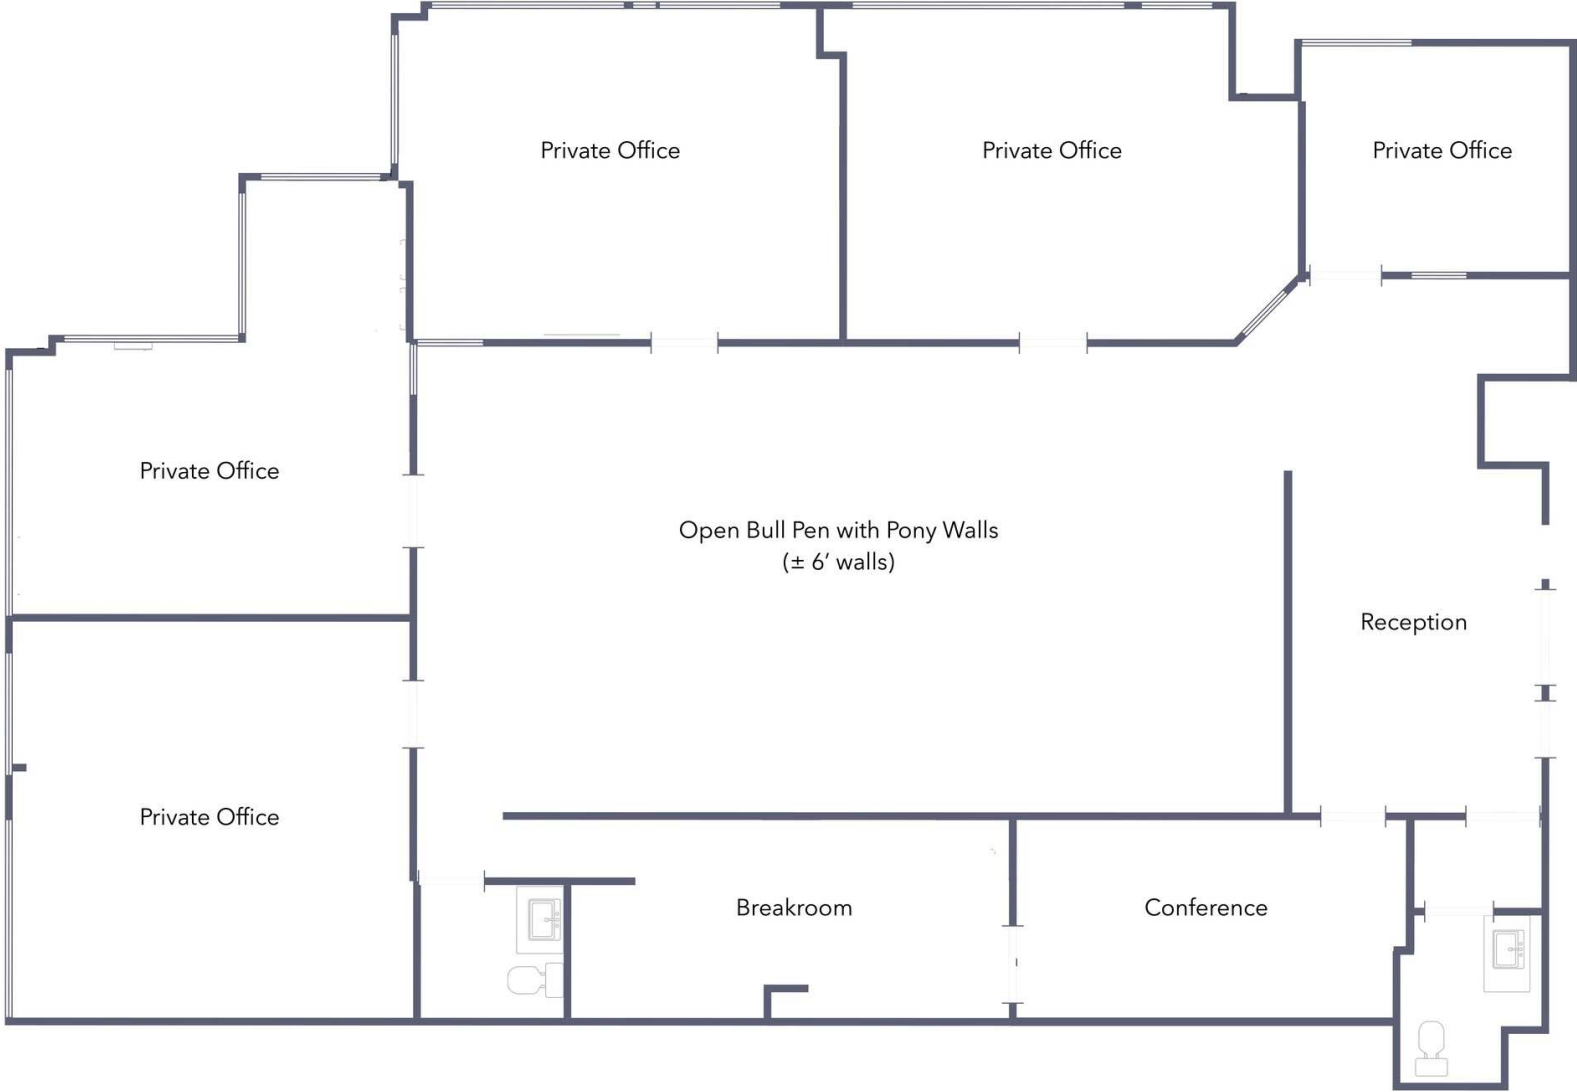 Private Office
Private Office
Private Office
Private Office
Open Bull Pen with Pony Walls
(± 6’ walls)
Reception
Private Office
Breakroom
Conference